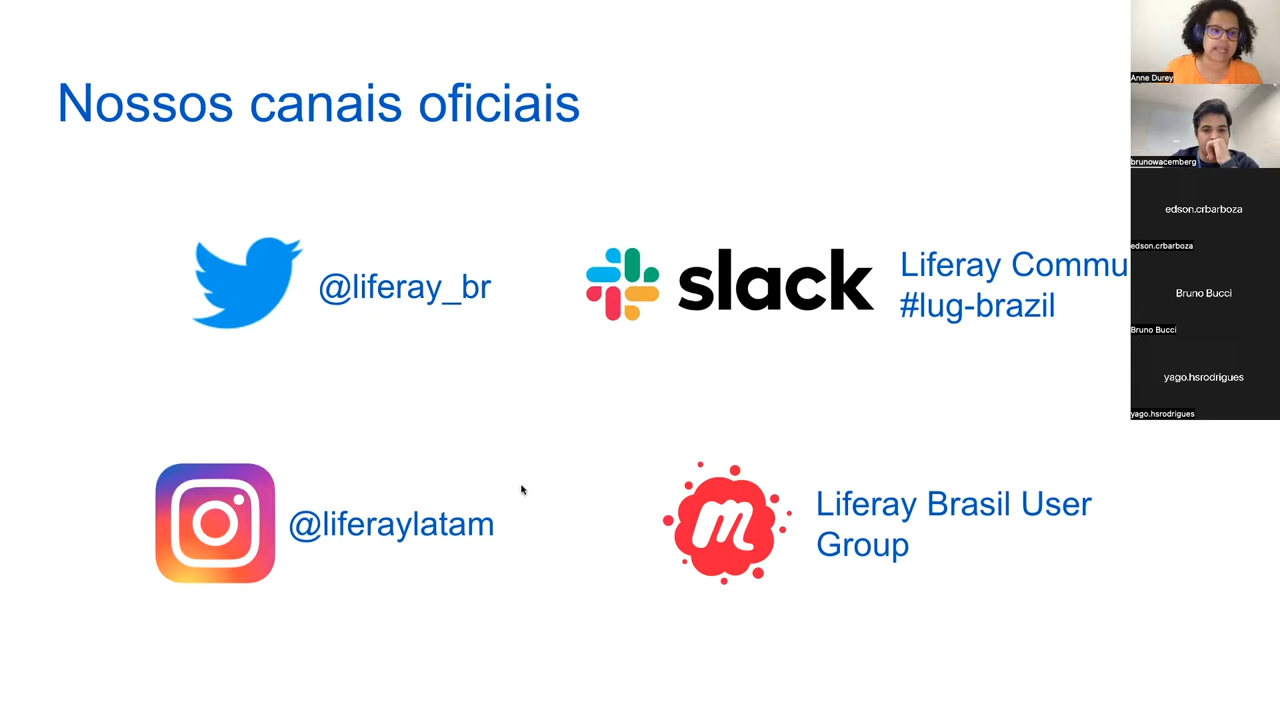 Nossos canais oficiais
@liferay_br
slack
Liferay Commu
#lug-brazil
@liferaylatam
m
Liferay Brasil User
Group
Anne Durey
brunowacemberg
edson.crbarboza
edson.crbarboza
Bruno Bucci
Bruno Bucci
yago.hsrodrigues
yago.hsrodrigues